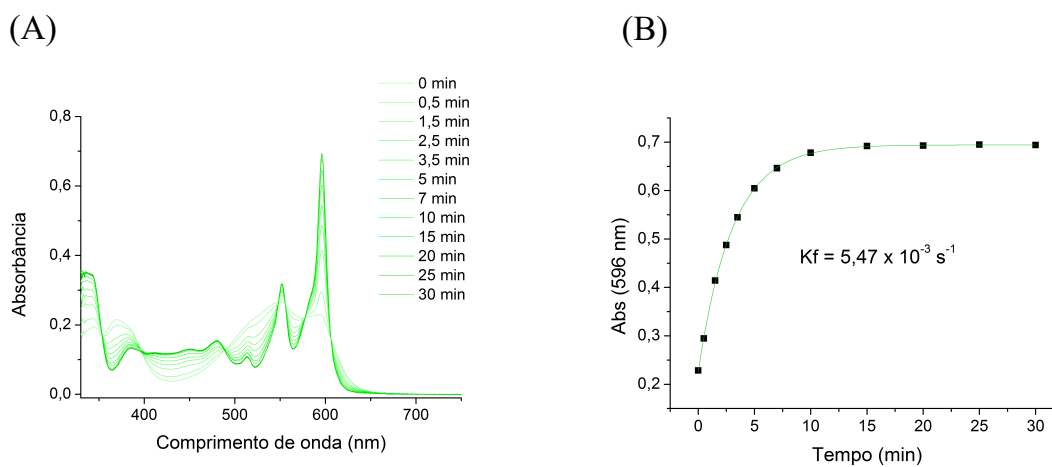 (A)
0 min
0,5 min
1,5 min
2,5 min
3,5 min
5 min
7 min
10 min
15 min
20 min
25 min
30 min
0,8
0,6
0,4
0,2
0,0
Absorbância
400 500 600 700
Comprimento de onda (nm)
(B)
0,7
0,6
0,5
0,4
0,3
0,2
Abs (596 nm)
Kf = 5,47 x 10⁻³ s⁻¹
0 5 10 15 20 25 30
Tempo (min)